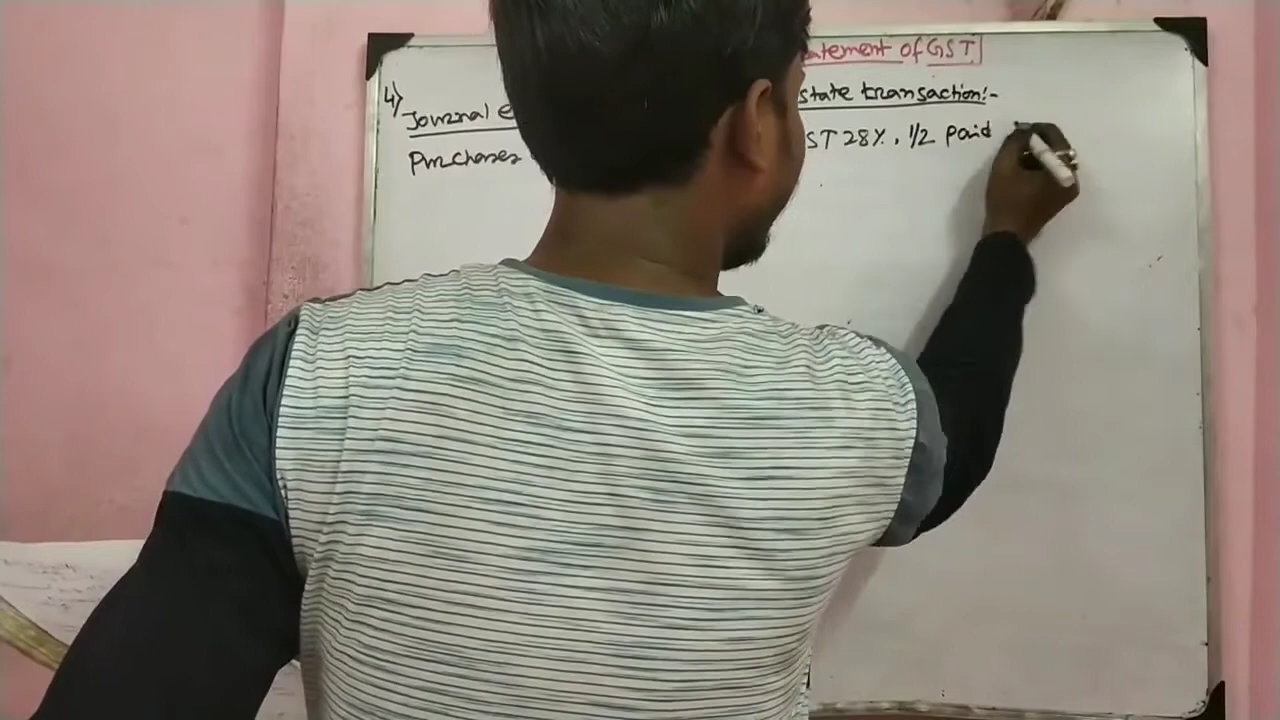 atement of GST
4)
Journal e state transaction:-
Purchases ST 28%, 1/2 paid